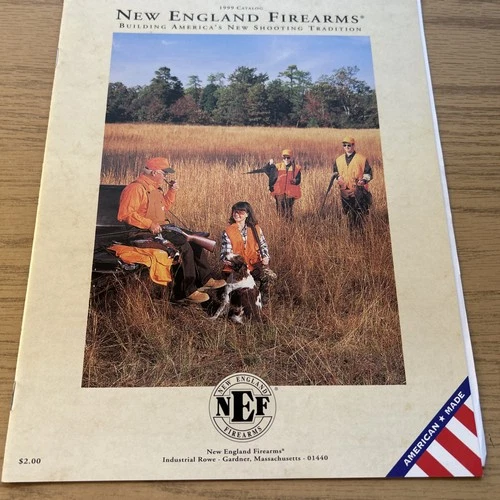 1999 CATALOG
NEW ENGLAND FIREARMS®
BUILDING AMERICA'S NEW SHOOTING TRADITION
NEW ENGLAND
NEF
FIREARMS
®
New England Firearms®
Industrial Rowe - Gardner, Massachusetts - 01440
$2.00
AMERICAN ★ MADE